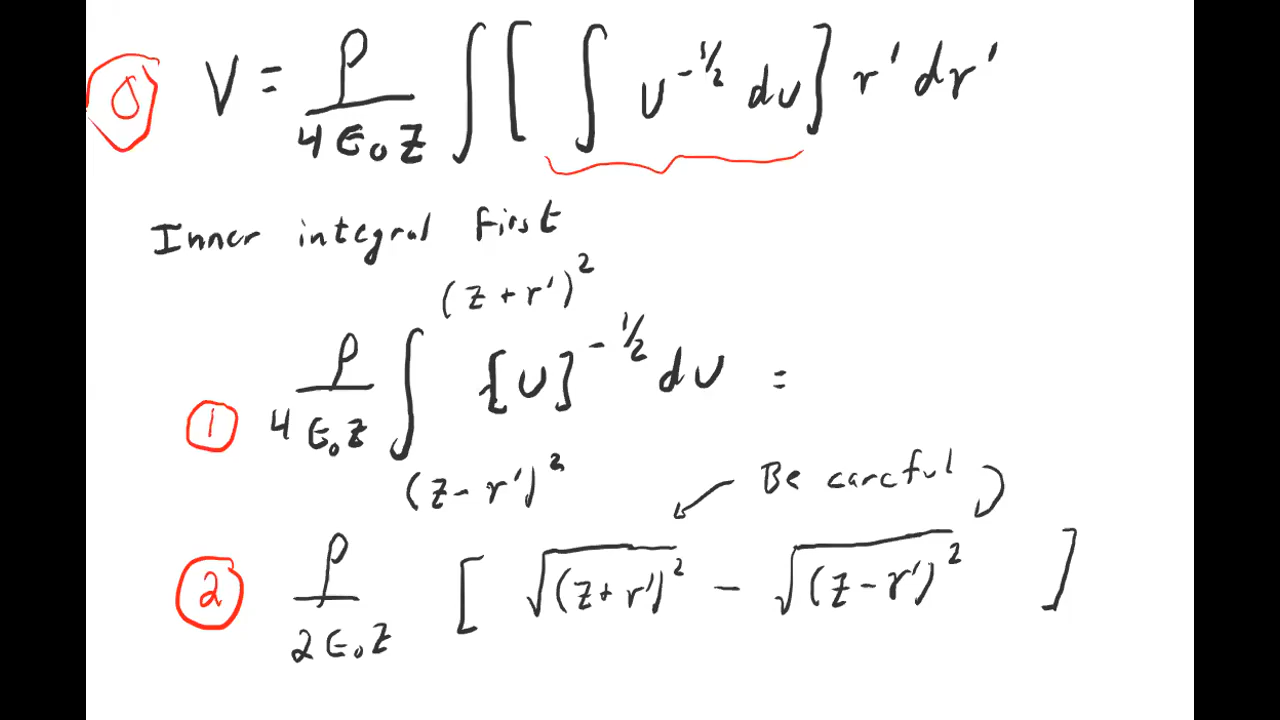 0 V = ρ/(4ϵ₀z) ∫ [ ∫ u^(-1/2) du ] r' dr'
Inner integral first
1 ρ/(4ϵ₀z) ∫_{(z-r')²}^{(z+r')²} [u]^(-1/2) du =
Be careful
2 ρ/(2ϵ₀z) [ √((z+r')²) - √((z-r')²) ]